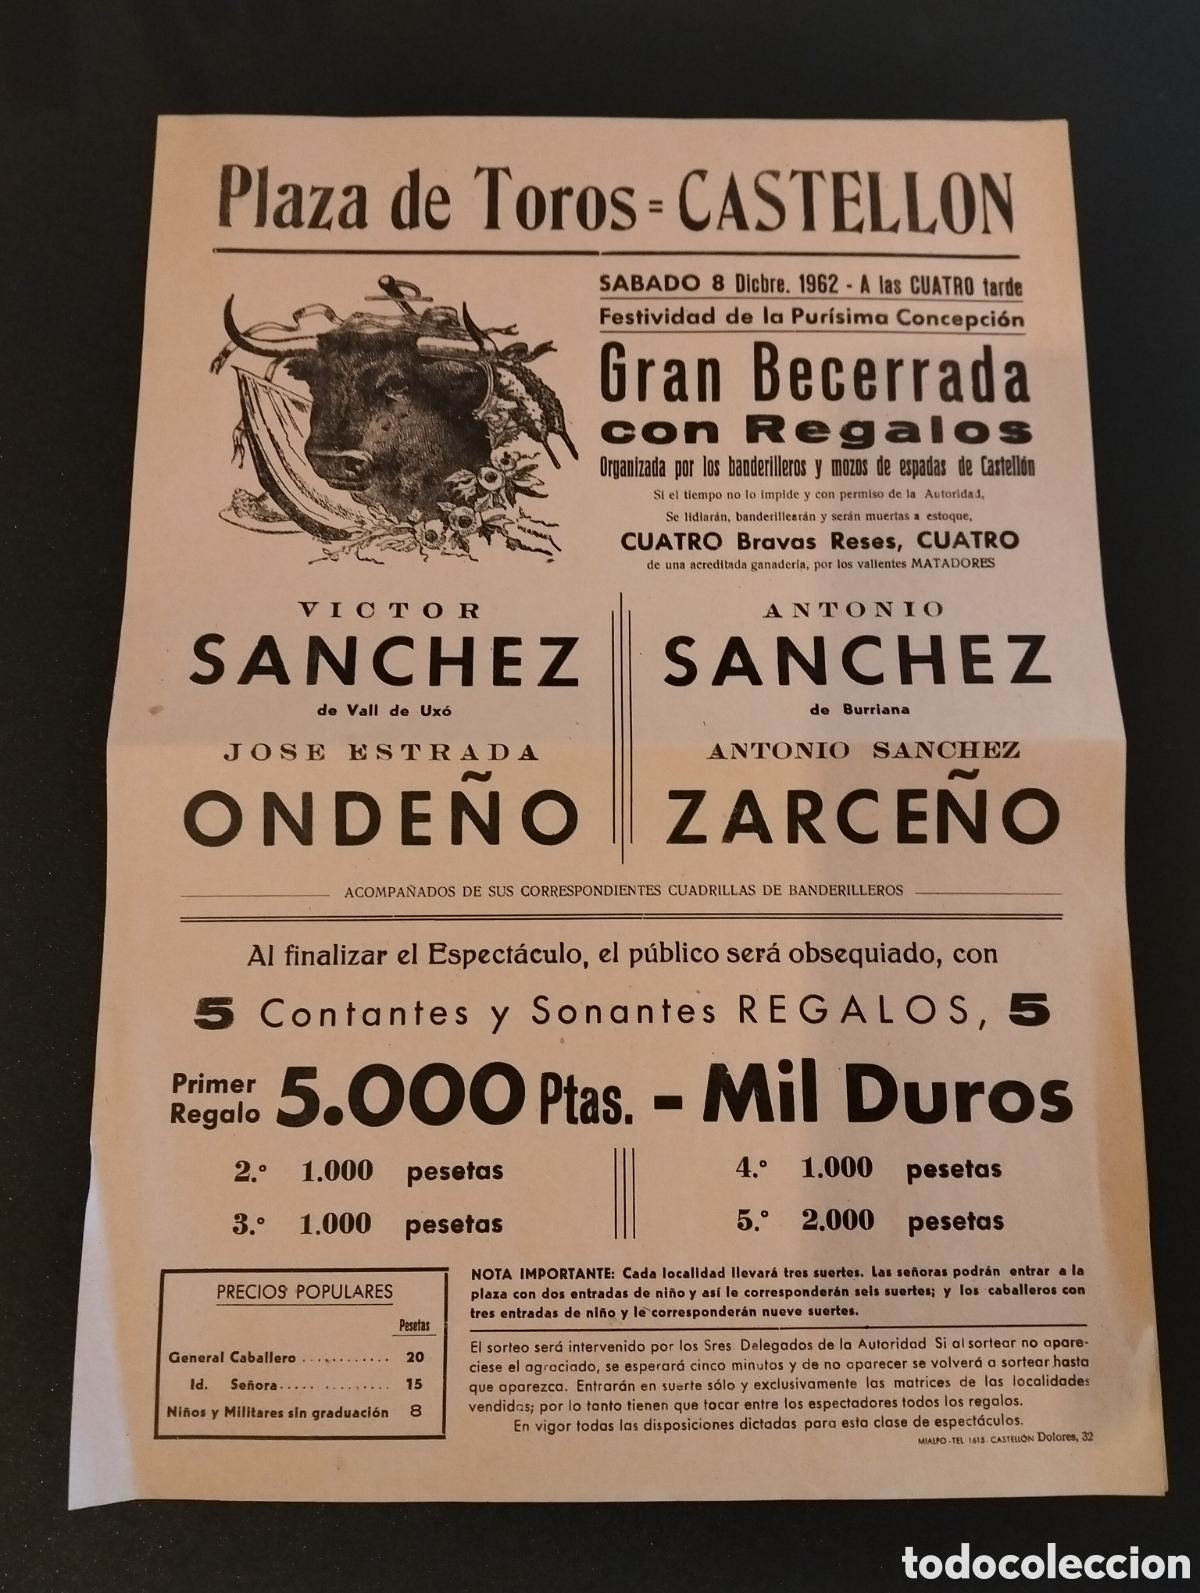 Plaza de Toros = CASTELLON
SABADO 8 Dicbre. 1962 - A las CUATRO tarde
Festividad de la Purísima Concepción
Gran Becerrada
con Regalos
Organizada por los banderilleros y mozos de espadas de Castellón
Si el tiempo no lo impide y con permiso de la Autoridad,
Se lidiarán, banderillearán y serán muertas a estoque,
CUATRO Bravas Reses, CUATRO
de una acreditada ganadería, por los valientes MATADORES
VICTOR
SANCHEZ
de Vall de Uxó
ANTONIO
SANCHEZ
de Burriana
JOSE ESTRADA
ONDEÑO
ANTONIO SANCHEZ
ZARCEÑO
ACOMPAÑADOS DE SUS CORRESPONDIENTES CUADRILLAS DE BANDERILLEROS
Al finalizar el Espectáculo, el público será obsequiado, con
5 Contantes y Sonantes REGALOS, 5
Primer Regalo 5.000 Ptas. - Mil Duros
2.º 1.000 pesetas
3.º 1.000 pesetas
4.º 1.000 pesetas
5.º 2.000 pesetas
PRECIOS POPULARES
Pesetas
General Caballero ............ 20
Id. Señora..... .......... 15
Niños y Militares sin graduación 8
NOTA IMPORTANTE: Cada localidad llevará tres suertes. Las señoras podrán entrar a la
plaza con dos entradas de niño y así le corresponderán seis suertes; y los caballeros con
tres entradas de niño y le corresponderán nueve suertes.
El sorteo será intervenido por los Sres Delegados de la Autoridad Si al sortear no apare-
ciese el agraciado, se esperará cinco minutos y de no aparecer se volverá a sortear hasta
que aparezca. Entrarán en suerte sólo y exclusivamente las matrices de las localidades
vendidas; por lo tanto tienen que tocar entre los espectadores todos los regalos.
En vigor todas las disposiciones dictadas para esta clase de espectáculos.
MIALFO-TEL 1615 CASTELLÓN Dolores, 32
todocoleccion